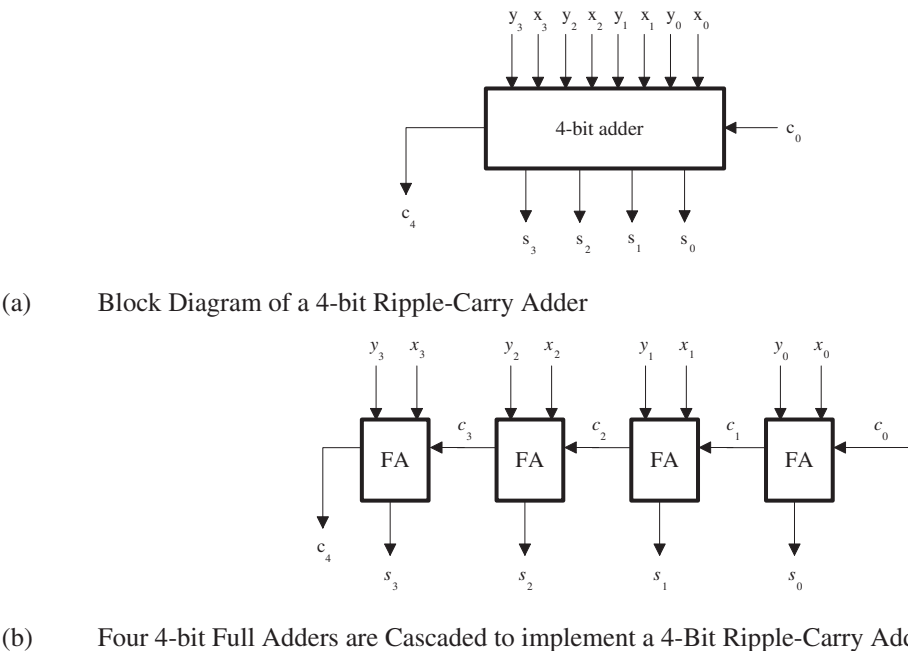 y3 x3 y2 x2 y1 x1 y0 x0
4-bit adder
c0
c4
s3 s2 s1 s0
(a) Block Diagram of a 4-bit Ripple-Carry Adder
y3 x3 y2 x2 y1 x1 y0 x0
c3 c2 c1 c0
FA FA FA FA
c4
s3 s2 s1 s0
(b) Four 4-bit Full Adders are Cascaded to implement a 4-Bit Ripple-Carry